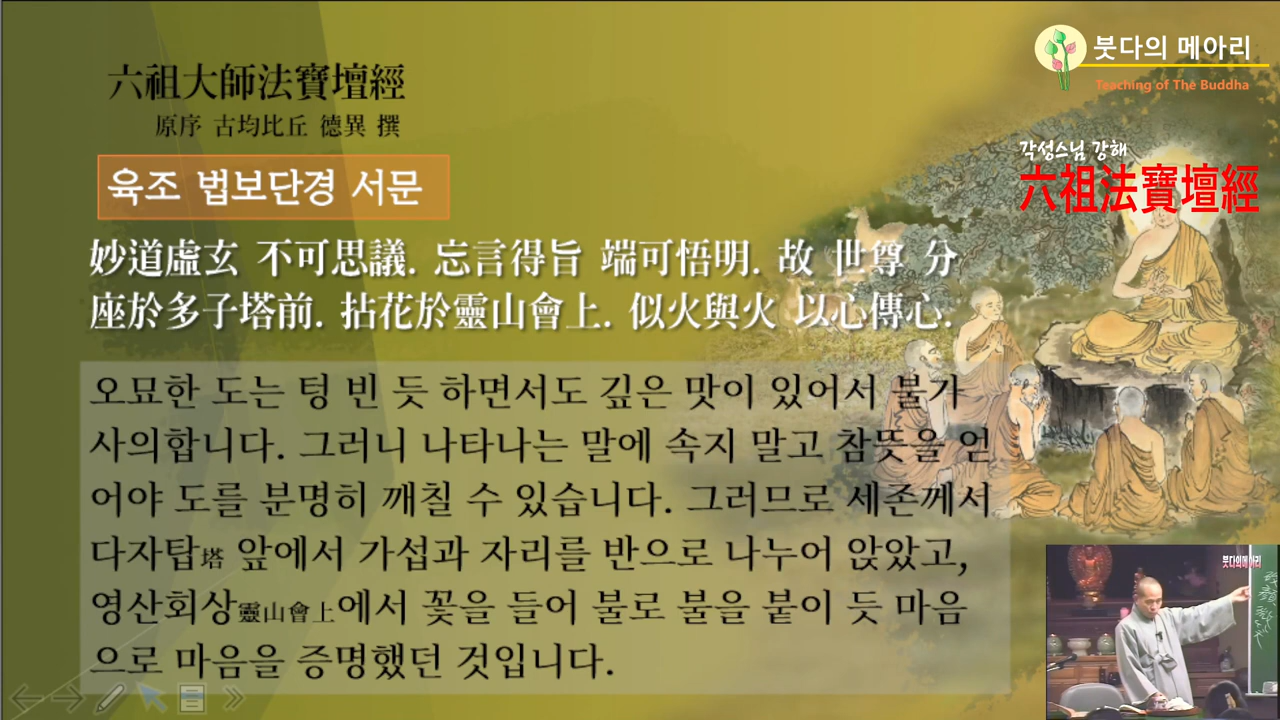 六祖大師法寶壇經
原序 古均比丘 德異 撰
육조 법보단경 서문
妙道虛玄 不可思議. 忘言得旨 端可悟明. 故 世尊 分
座於多子塔前. 拈花於靈山會上. 似火與火 以心傳心.
오묘한 도는 텅 빈 듯 하면서도 깊은 맛이 있어서 불가
사의합니다. 그러니 나타나는 말에 속지 말고 참뜻을 얻
어야 도를 분명히 깨칠 수 있습니다. 그러므로 세존께서
다자탑塔 앞에서 가섭과 자리를 반으로 나누어 앉았고,
영산회상靈山會上에서 꽃을 들어 불로 불을 붙이 듯 마음
으로 마음을 증명했던 것입니다.
붓다의 메아리
Teaching of The Buddha
각성스님 강해
六祖法寶壇經
붓다의메아리